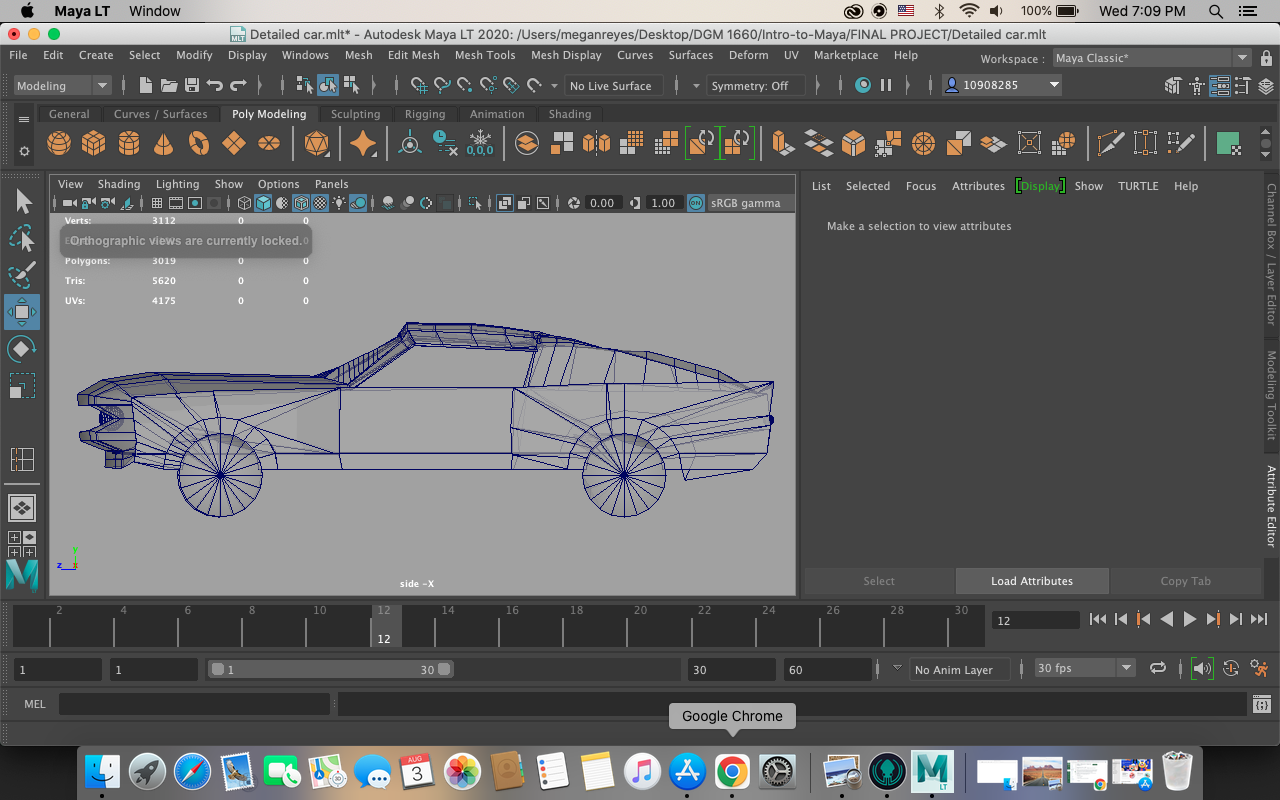 Maya LT Window 100% Wed 7:09 PM
Detailed car.mlt* - Autodesk Maya LT 2020: /Users/meganreyes/Desktop/DGM 1660/Intro-to-Maya/FINAL PROJECT/Detailed car.mlt
File Edit Create Select Modify Display Windows Mesh Edit Mesh Mesh Tools Mesh Display Curves Surfaces Deform UV Marketplace Help Workspace : Maya Classic*
Modeling No Live Surface Symmetry: Off 10908285
General Curves / Surfaces Poly Modeling Sculpting Rigging Animation Shading
0,0,0
View Shading Lighting Show Options Panels
0.00 1.00 ON sRGB gamma
List Selected Focus Attributes Display Show TURTLE Help
Make a selection to view attributes
Verts: 3112 0 0
Orthographic views are currently locked. 0
Polygons: 3019 0 0
Tris: 5620 0 0
UVs: 4175 0 0
y
z x
side -X
Channel Box / Layer Editor
Modeling Toolkit
Attribute Editor
Select Load Attributes Copy Tab
2 4 6 8 10 12 14 16 18 20 22 24 26 28 30
12
12
1 1 1 30 30 60 No Anim Layer 30 fps
MEL
Google Chrome
AUG
3
M
LT